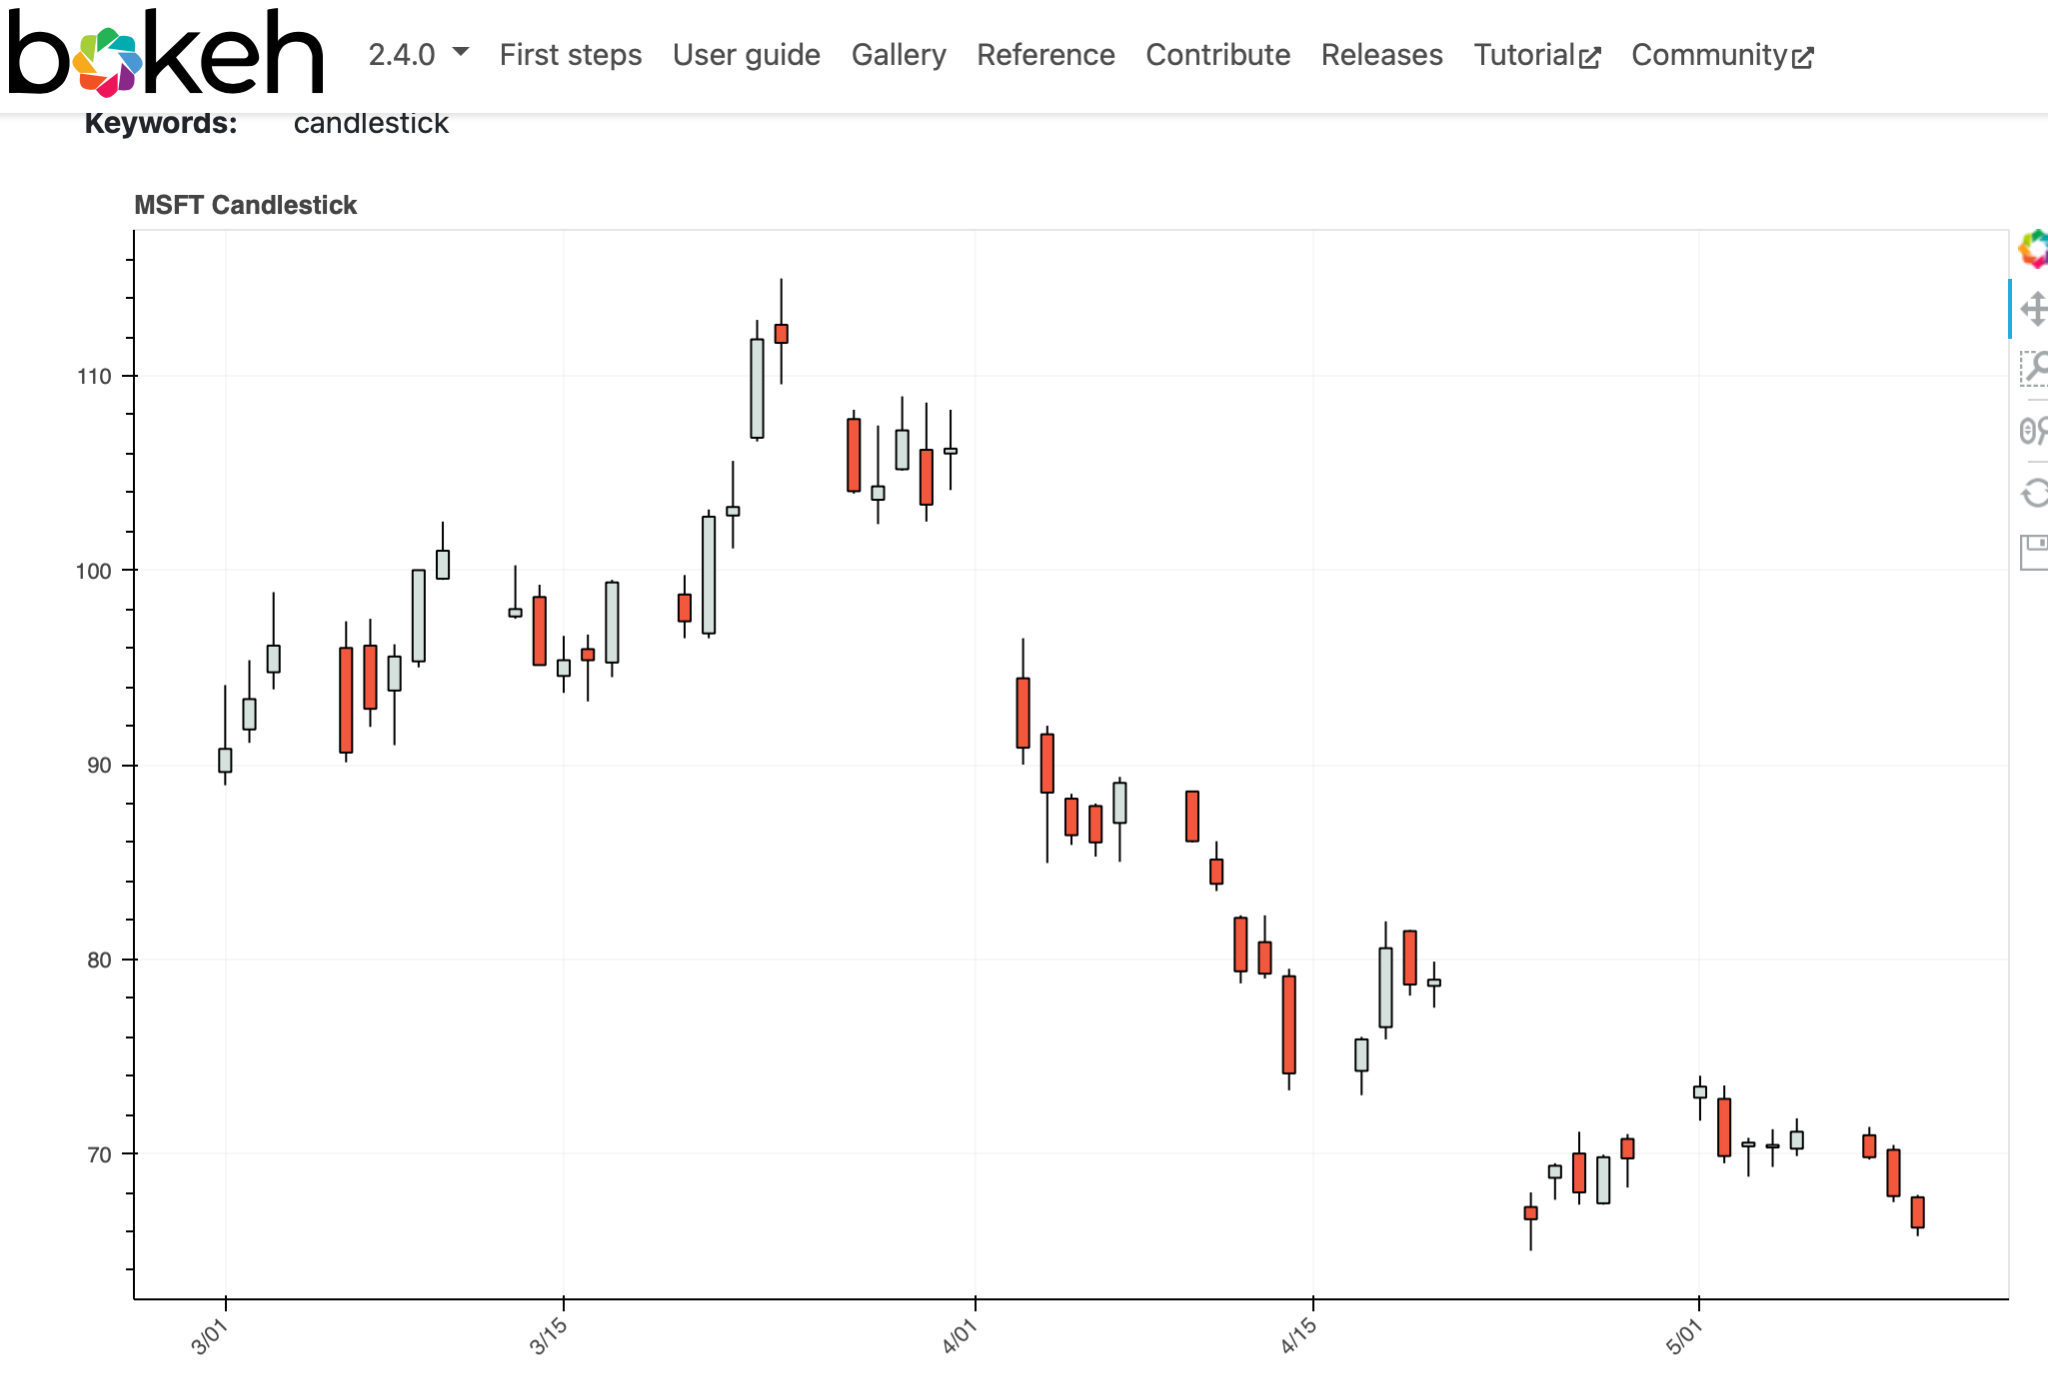 bokeh 2.4.0 First steps User guide Gallery Reference Contribute Releases Tutorial Community
Keywords: candlestick
MSFT Candlestick
110
100
90
80
70
3/01 3/15 4/01 4/15 5/01